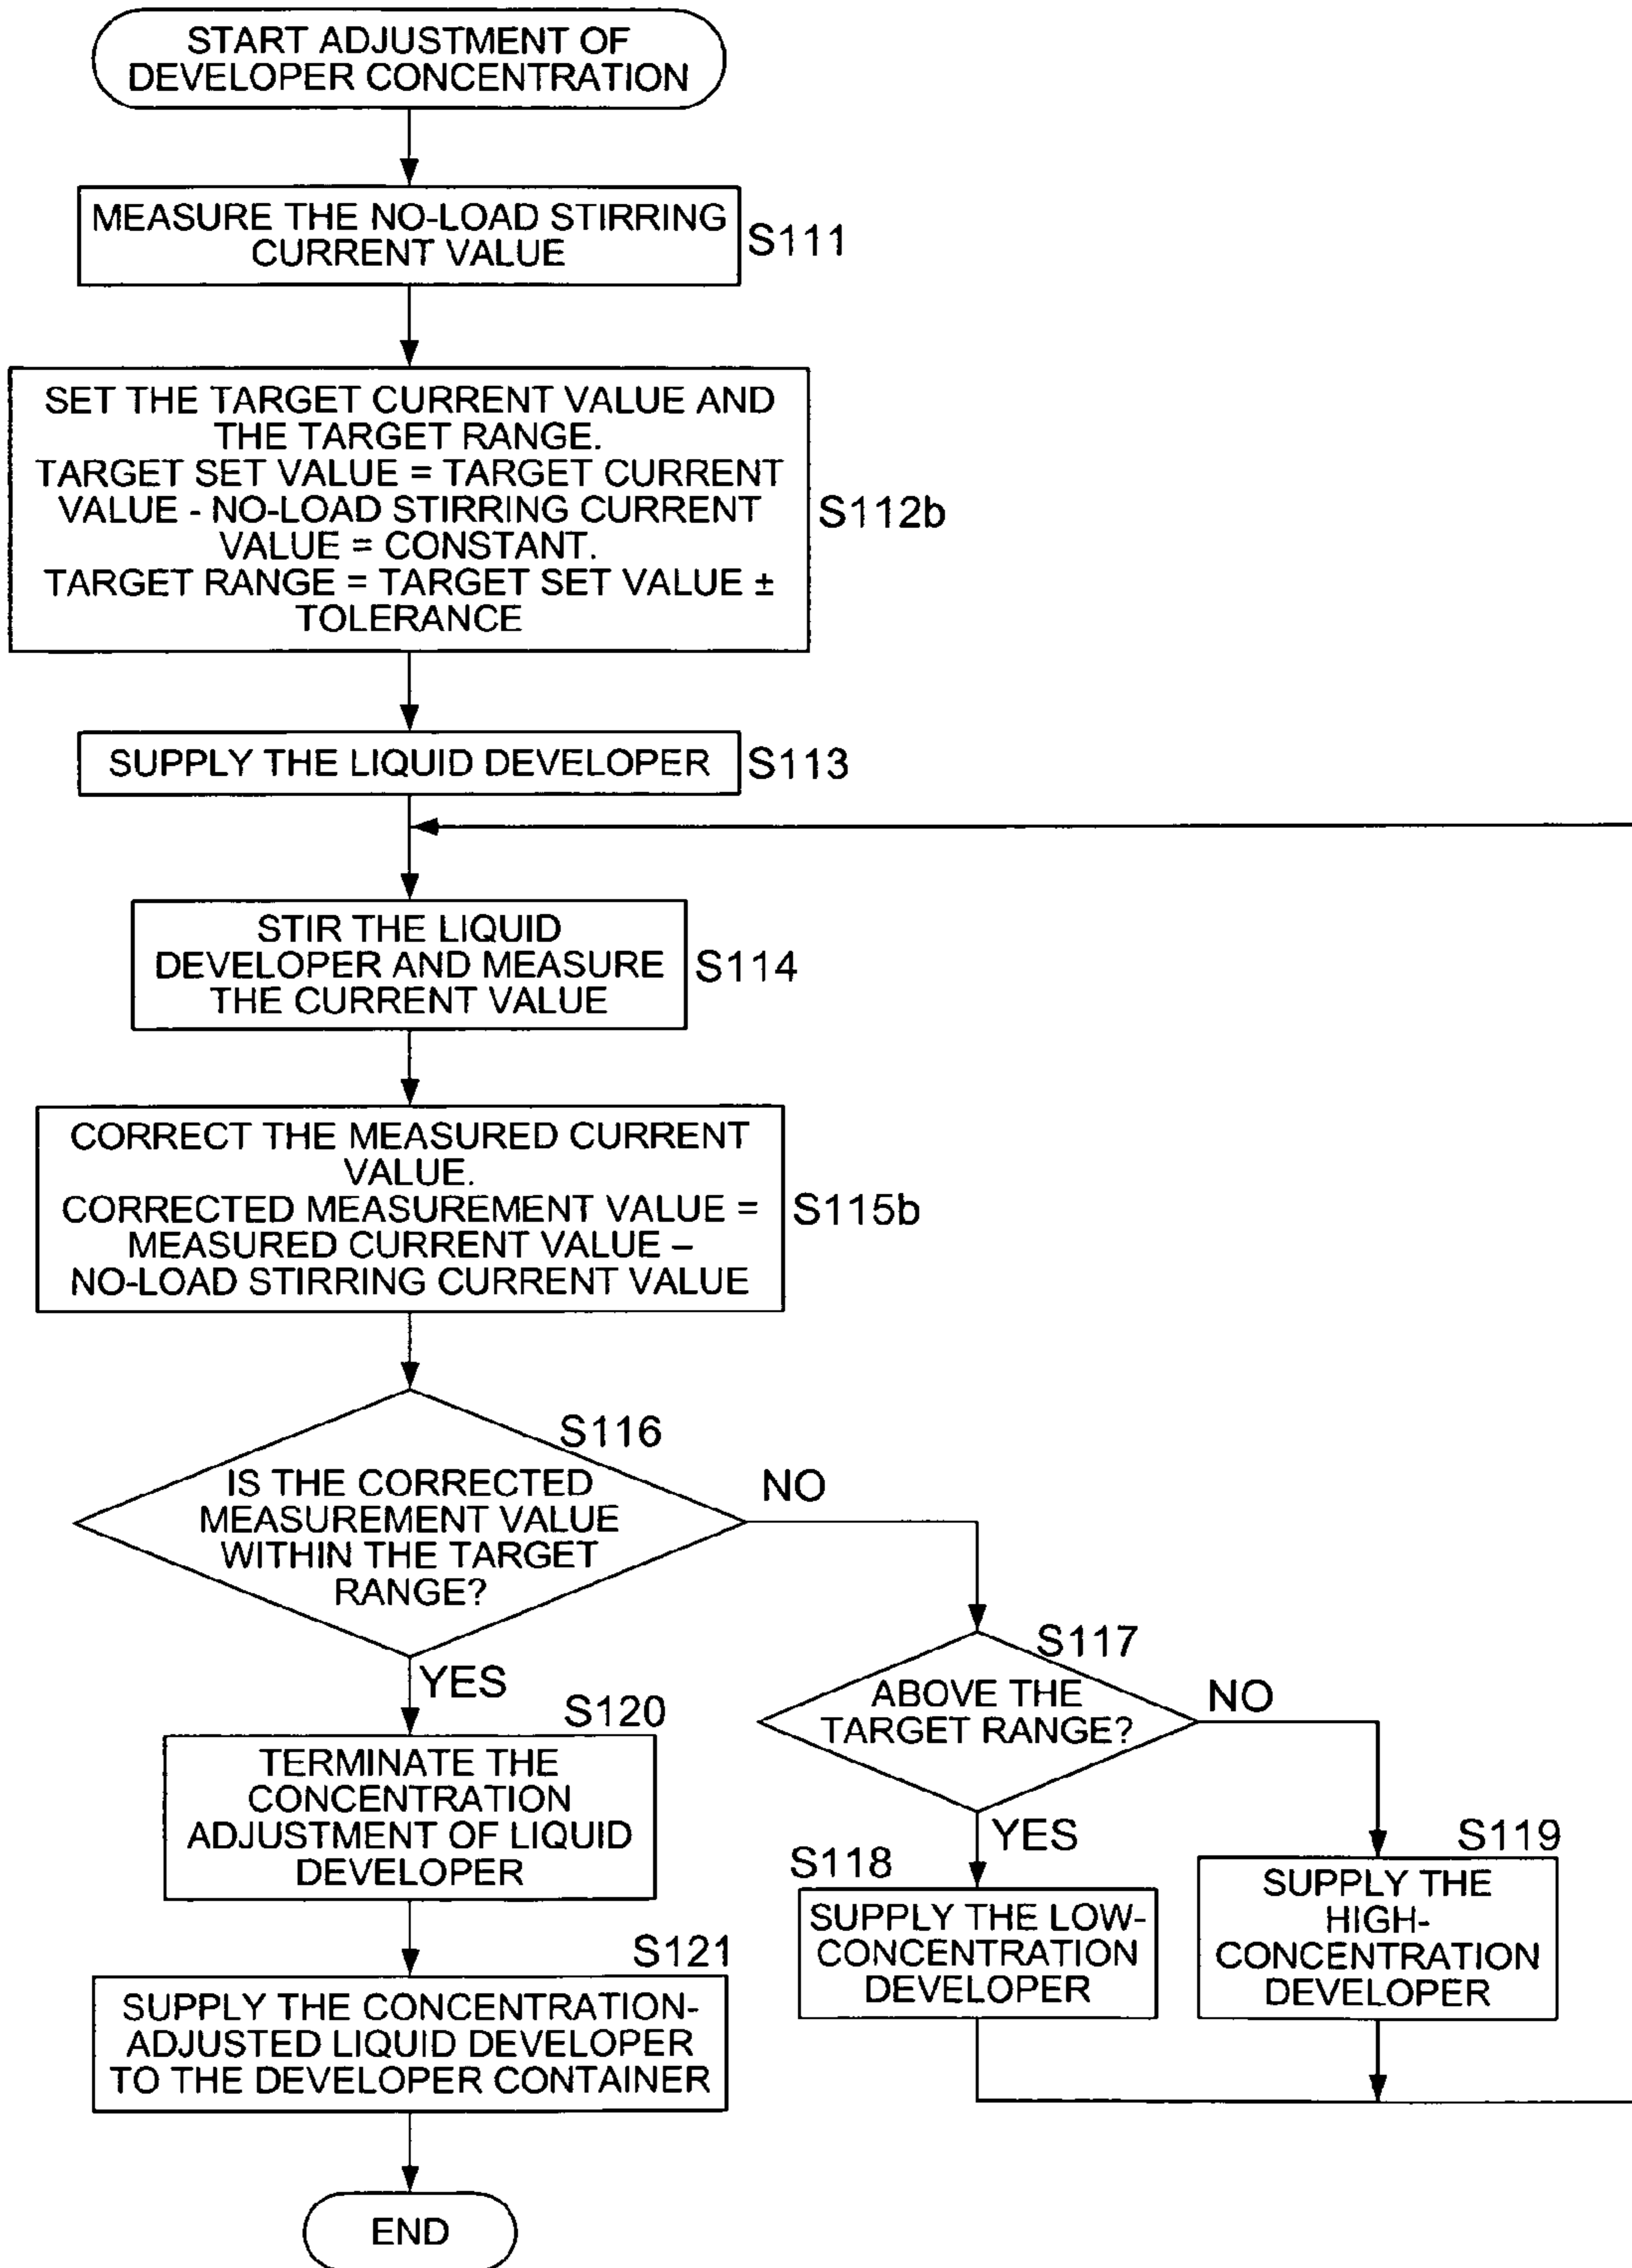 START ADJUSTMENT OF
DEVELOPER CONCENTRATION
MEASURE THE NO-LOAD STIRRING
CURRENT VALUE
S111
SET THE TARGET CURRENT VALUE AND
THE TARGET RANGE.
TARGET SET VALUE = TARGET CURRENT
VALUE - NO-LOAD STIRRING CURRENT
VALUE = CONSTANT.
TARGET RANGE = TARGET SET VALUE ±
TOLERANCE
S112b
SUPPLY THE LIQUID DEVELOPER
S113
STIR THE LIQUID
DEVELOPER AND MEASURE
THE CURRENT VALUE
S114
CORRECT THE MEASURED CURRENT
VALUE.
CORRECTED MEASUREMENT VALUE =
MEASURED CURRENT VALUE –
NO-LOAD STIRRING CURRENT VALUE
S115b
S116
IS THE CORRECTED
MEASUREMENT VALUE
WITHIN THE TARGET
RANGE?
NO
YES
S117
ABOVE THE
TARGET RANGE?
NO
YES
S120
TERMINATE THE
CONCENTRATION
ADJUSTMENT OF LIQUID
DEVELOPER
S118
SUPPLY THE LOW-
CONCENTRATION
DEVELOPER
S119
SUPPLY THE
HIGH-
CONCENTRATION
DEVELOPER
S121
SUPPLY THE CONCENTRATION-
ADJUSTED LIQUID DEVELOPER
TO THE DEVELOPER CONTAINER
END